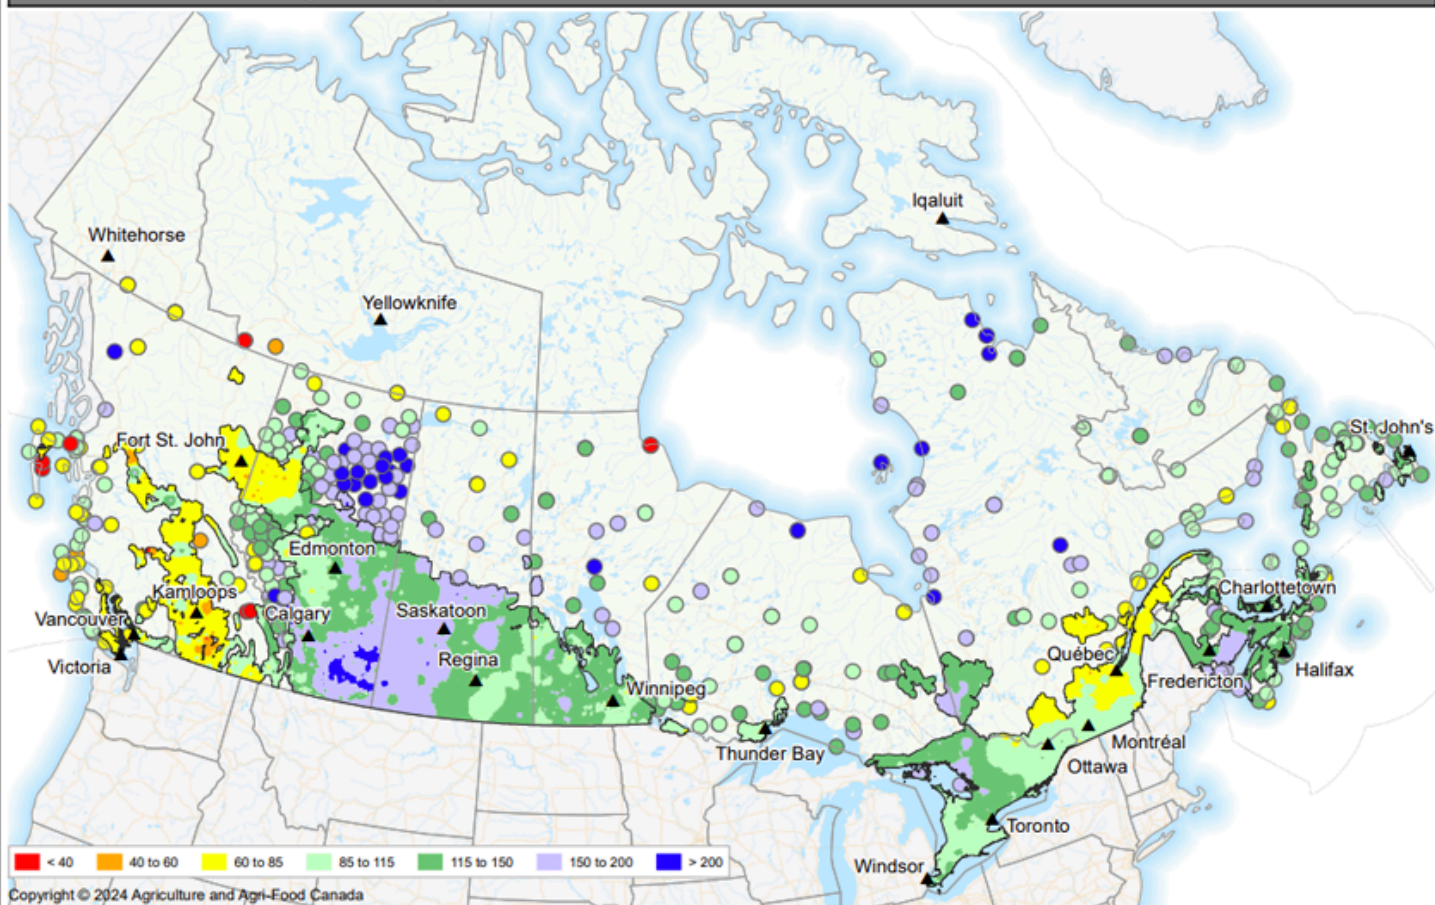 Iqaluit
Whitehorse
Yellowknife
Fort St. John
St. John's
Edmonton
Kamloops
Charlottetown
Vancouver
Calgary
Saskatoon
Québec
Regina
Victoria
Halifax
Fredericton
Winnipeg
Montréal
Thunder Bay
Ottawa
Toronto
Windsor
< 40 40 to 60 60 to 85 85 to 115 115 to 150 150 to 200 > 200
Copyright © 2024 Agriculture and Agri-Food Canada